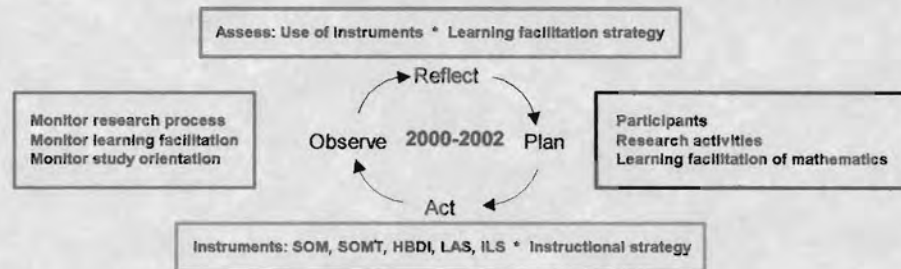 Assess: Use of instruments * Learning facilitation strategy
Reflect
Monitor research process
Monitor learning facilitation
Monitor study orientation
Observe 2000-2002 Plan
Participants
Research activities
Learning facilitation of mathematics
Act
Instruments: SOM, SOMT, HBDI, LAS, ILS * Instructional strategy